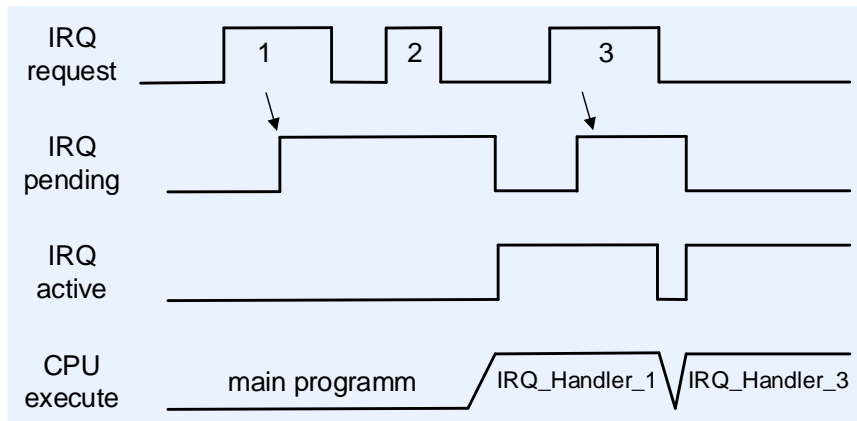 IRQ
request
1
2
3
IRQ
pending
IRQ
active
CPU
execute
main programm
IRQ_Handler_1
IRQ_Handler_3